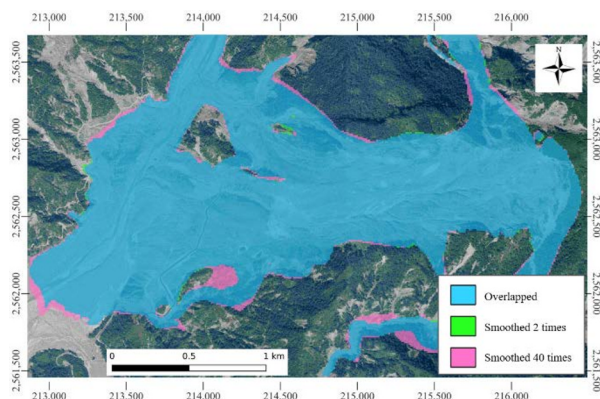 213,000 213,500 214,000 214,500 215,000 215,500 216,000
2,563,500 2,563,500
N
2,563,000 2,563,000
2,562,500 2,562,500
2,562,000 2,562,000
Overlapped
Smoothed 2 times
Smoothed 40 times
0 0.5 1 km
2,561,500 2,561,500
213,000 213,500 214,000 214,500 215,000 215,500 216,000